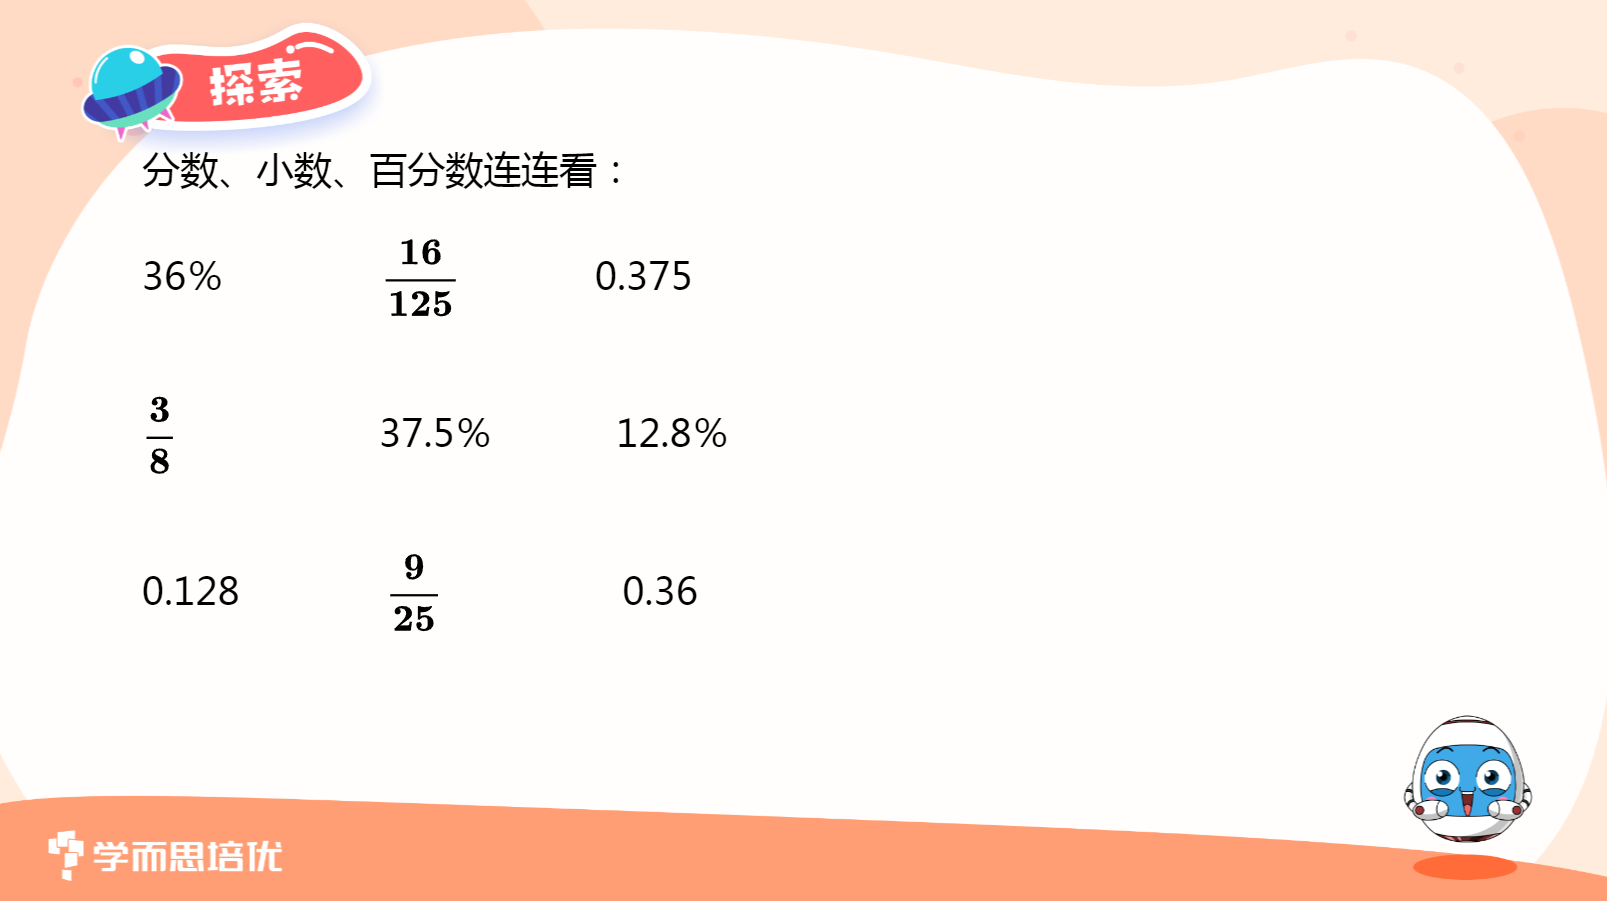 探索
分数、小数、百分数连连看：
36% 16/125 0.375
3/8 37.5% 12.8%
0.128 9/25 0.36
学而思培优